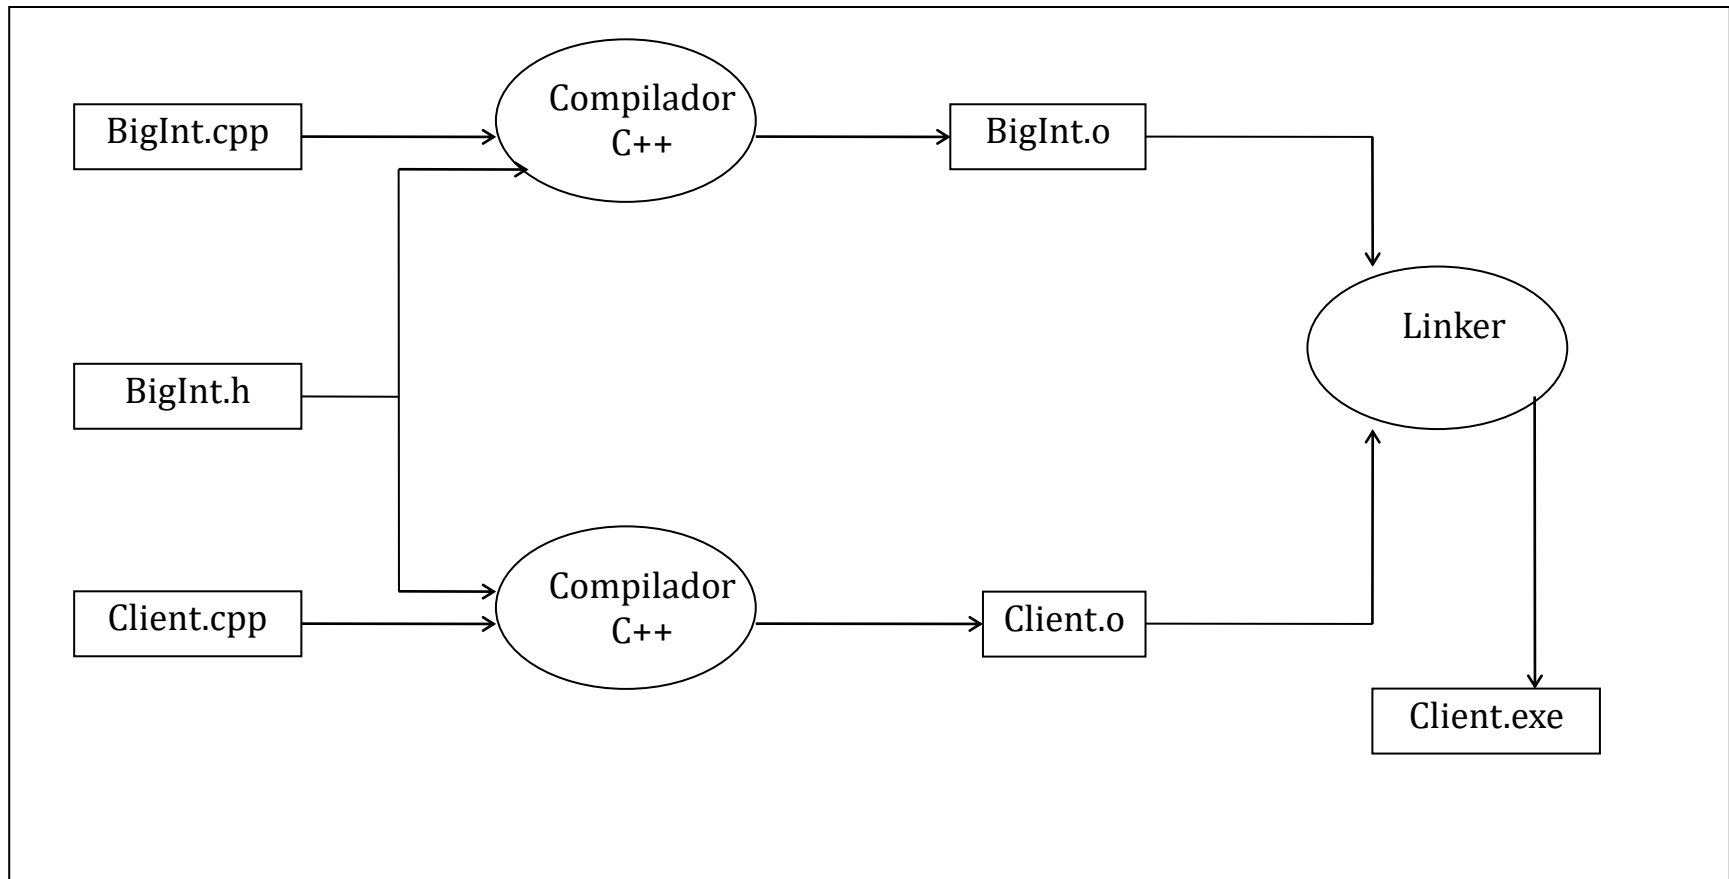 BigInt.cpp
Compilador
C++
BigInt.o
Linker
BigInt.h
Client.cpp
Compilador
C++
Client.o
Client.exe